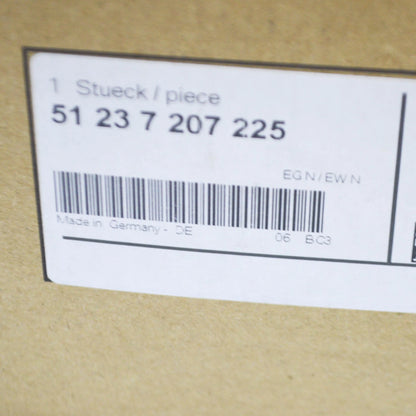 1 Stueck / piece
51 23 7 207 225
EG N / EW N
Made in Germany - DE 06 BC3